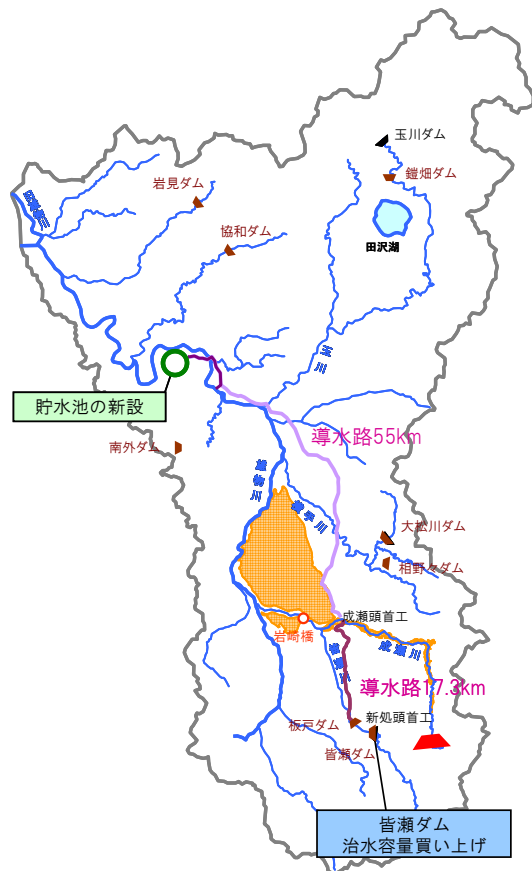 玉川ダム
鎧畑ダム
岩見ダム
田沢湖
協和ダム
玉川
貯水池の新設
導水路55km
南外ダム
雄物川
横手川
大松川ダム
相野々ダム
成瀬頭首工
岩崎橋
皆瀬川
成瀬川
導水路17.3km
新処頭首工
板戸ダム
皆瀬ダム
皆瀬ダム
治水容量買い上げ